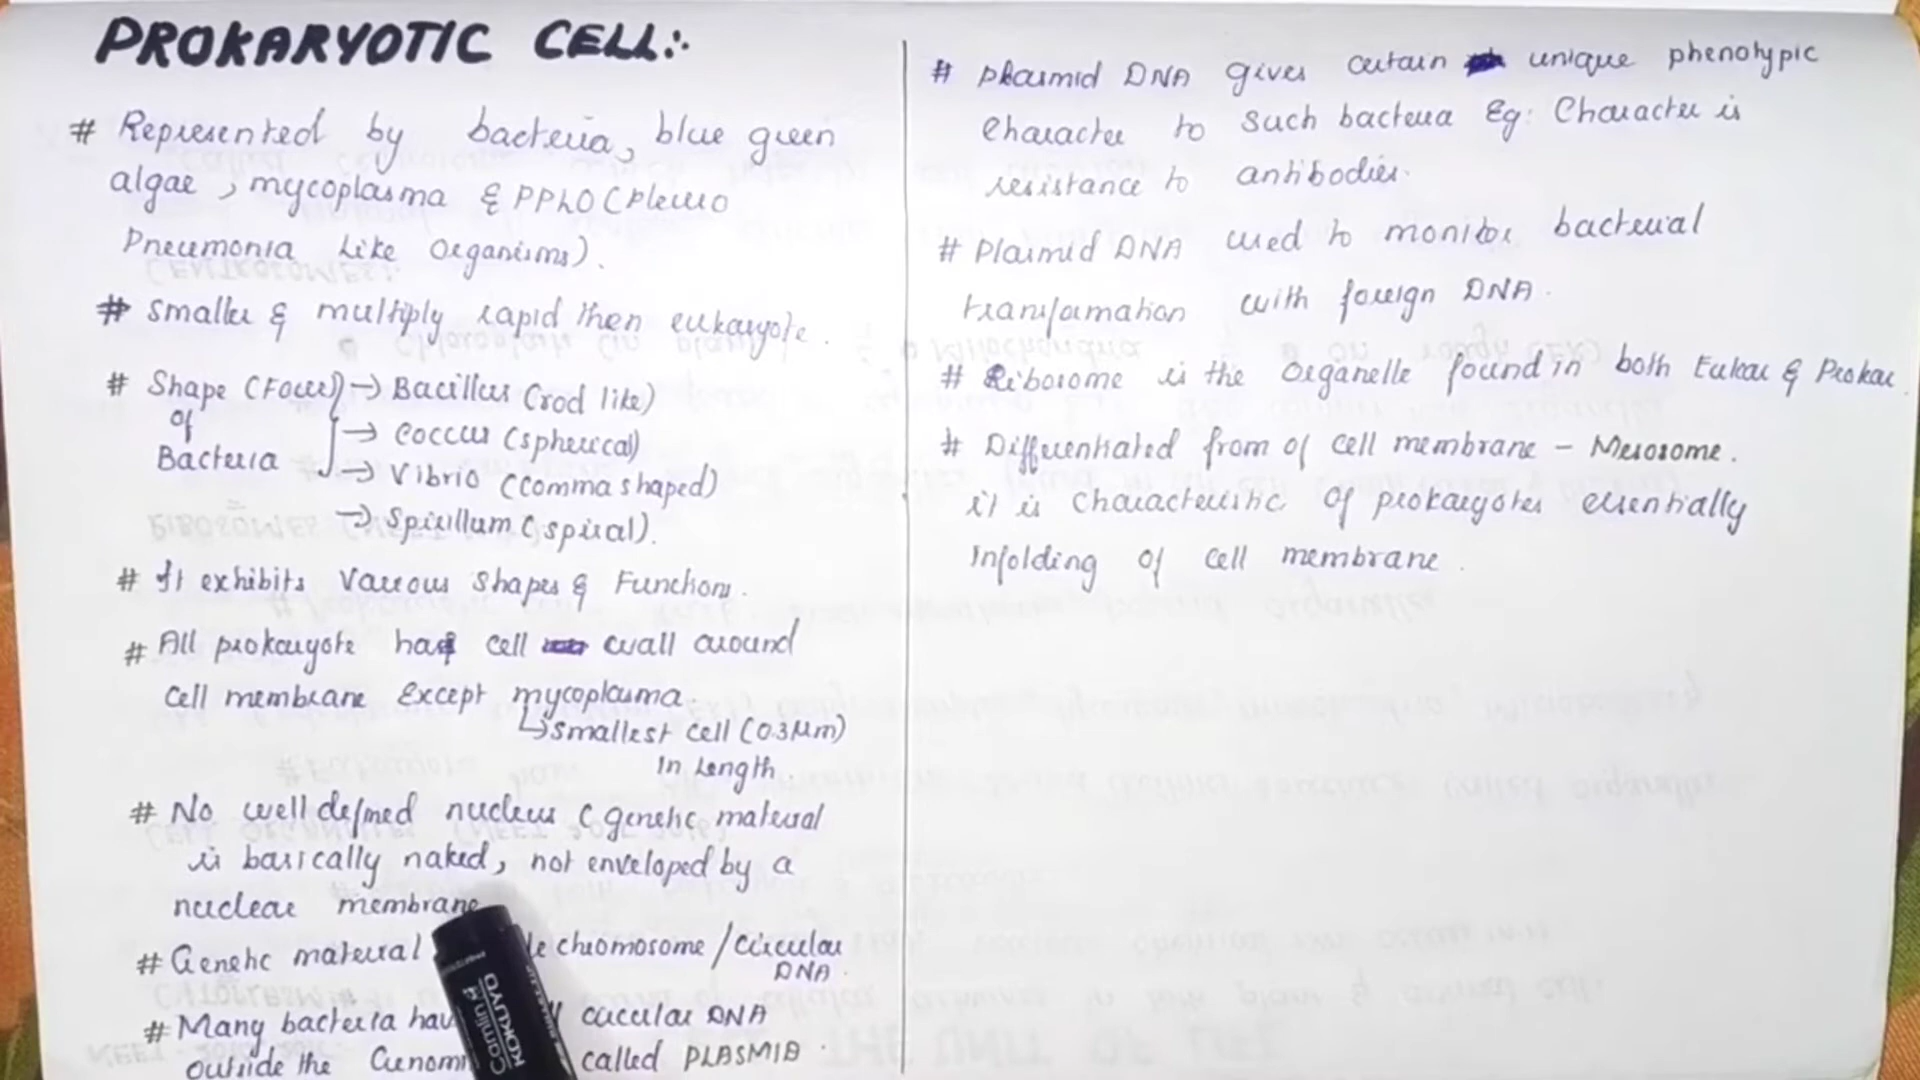 PROKARYOTIC CELL:
# Represented by bacteria, blue green
algae, mycoplasma & PPLO (Pleuro
Pneumonia Like Organisms).
# Smaller & multiply rapid then eukaryote.
# Shape (Four) → Bacillus (rod like)
of → Coccus (spherical)
Bacteria → Vibrio (Comma shaped)
→ Spirillum (spiral).
# It exhibits Various shapes & Functions.
# All prokaryote has cell wall around
cell membrane Except mycoplasma.
↳ smallest cell (0.3μm)
In Length.
# No well defined nucleus (genetic material
is basically naked, not enveloped by a
nuclear membrane
# Genetic material chromosome / Circular
DNA.
# Many bacteria circular DNA
outside the called PLASMID.
Camlin
KOKUYO
# plasmid DNA gives certain unique phenotypic
Character to such bacteria Eg: Character is
resistance to antibodies.
# Plasmid DNA used to monitor bacterial
transformation with foreign DNA.
# Ribosome is the Organelle found in both Eukar & Prokar.
# Differentiated from of cell membrane - Mesosome.
it is Characteristic of prokaryotes essentially
Infolding of cell membrane.